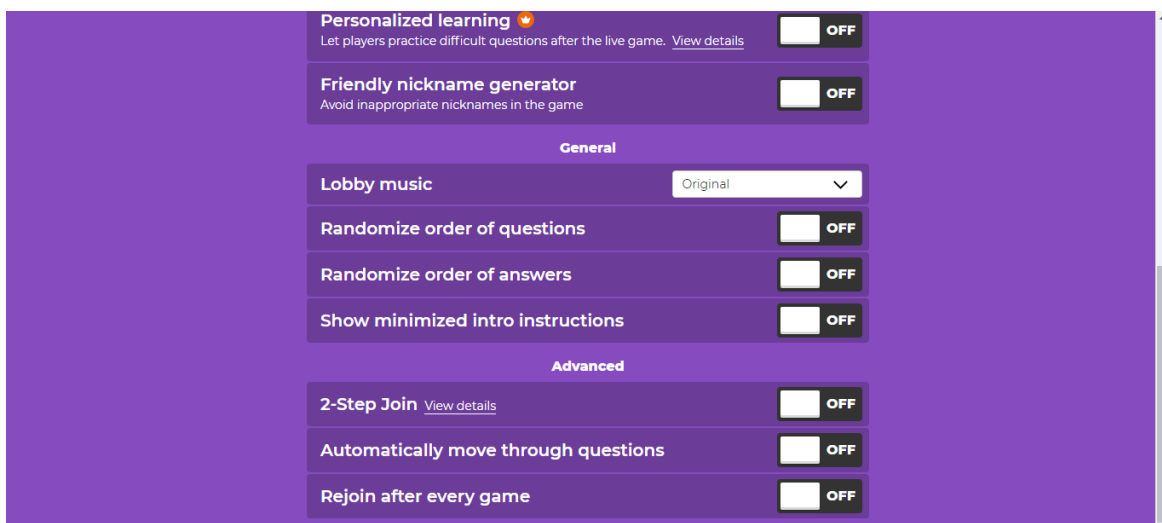 Personalized learning
Let players practice difficult questions after the live game. View details
OFF
Friendly nickname generator
Avoid inappropriate nicknames in the game
OFF
General
Lobby music Original
Randomize order of questions OFF
Randomize order of answers OFF
Show minimized intro instructions OFF
Advanced
2-Step Join View details OFF
Automatically move through questions OFF
Rejoin after every game OFF